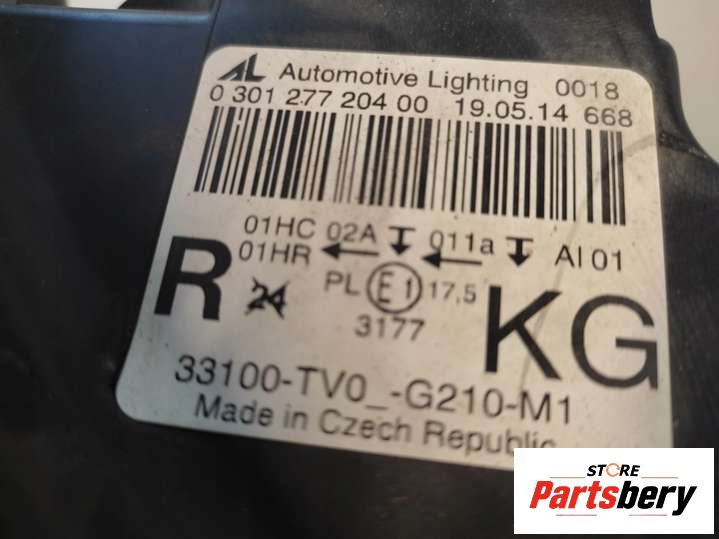 AL Automotive Lighting 0018
0 301 277 204 00 19.05.14 668
01HC 02A 011a AI 01
01HR
R 24 PL E1 17,5 KG
3177
33100-TV0_-G210-M1
Made in Czech Republic
STORE
Partsbery